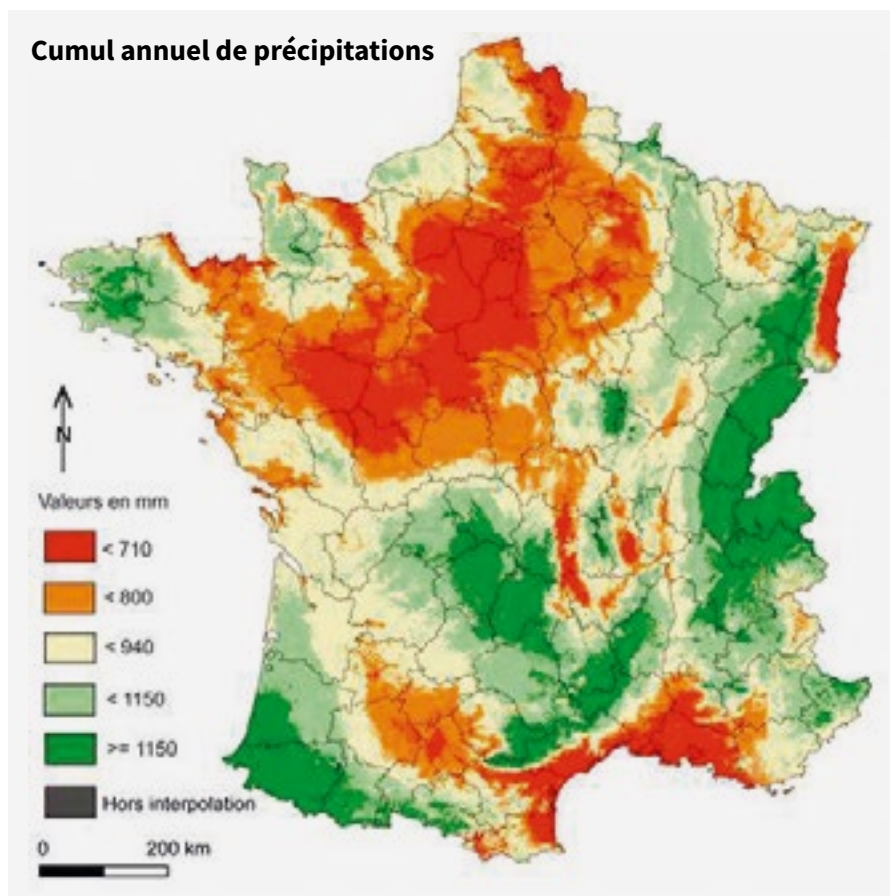 Cumul annuel de précipitations
N
Valeurs en mm
< 710
< 800
< 940
< 1150
>= 1150
Hors interpolation
0 200 km